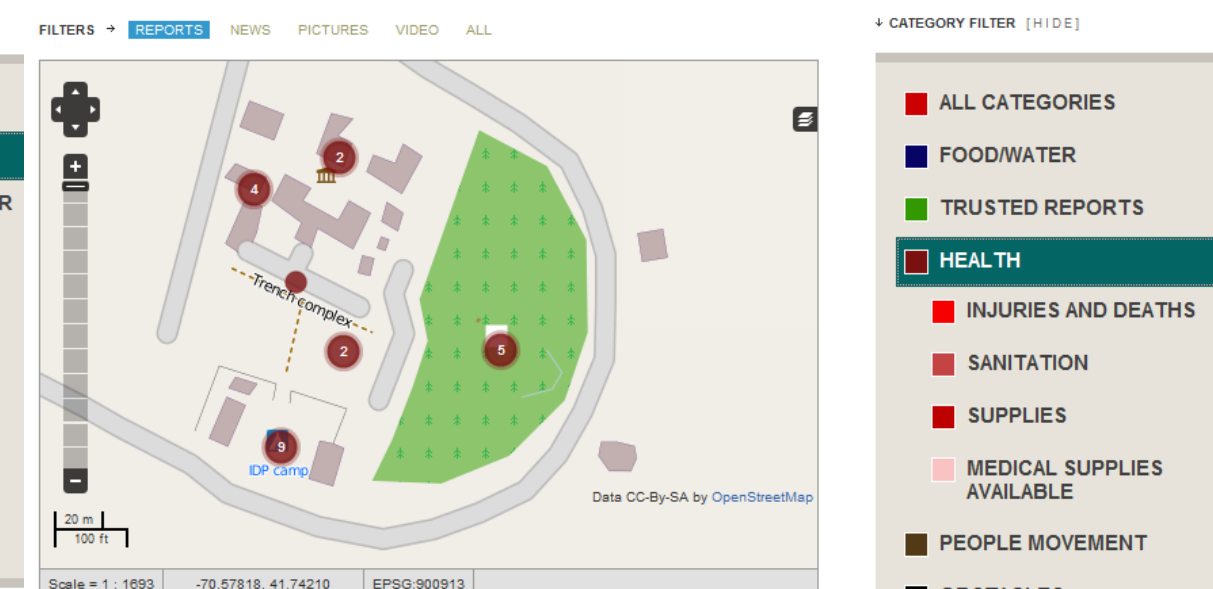 FILTERS → REPORTS NEWS PICTURES VIDEO ALL
↓ CATEGORY FILTER [HIDE]
R
2
4
Trench complex
2
5
9
IDP camp
Data CC-By-SA by OpenStreetMap
20 m
100 ft
Scale = 1 : 1693
-70.57818, 41.74210
EPSG:900913
ALL CATEGORIES
FOOD/WATER
TRUSTED REPORTS
HEALTH
INJURIES AND DEATHS
SANITATION
SUPPLIES
MEDICAL SUPPLIES
AVAILABLE
PEOPLE MOVEMENT